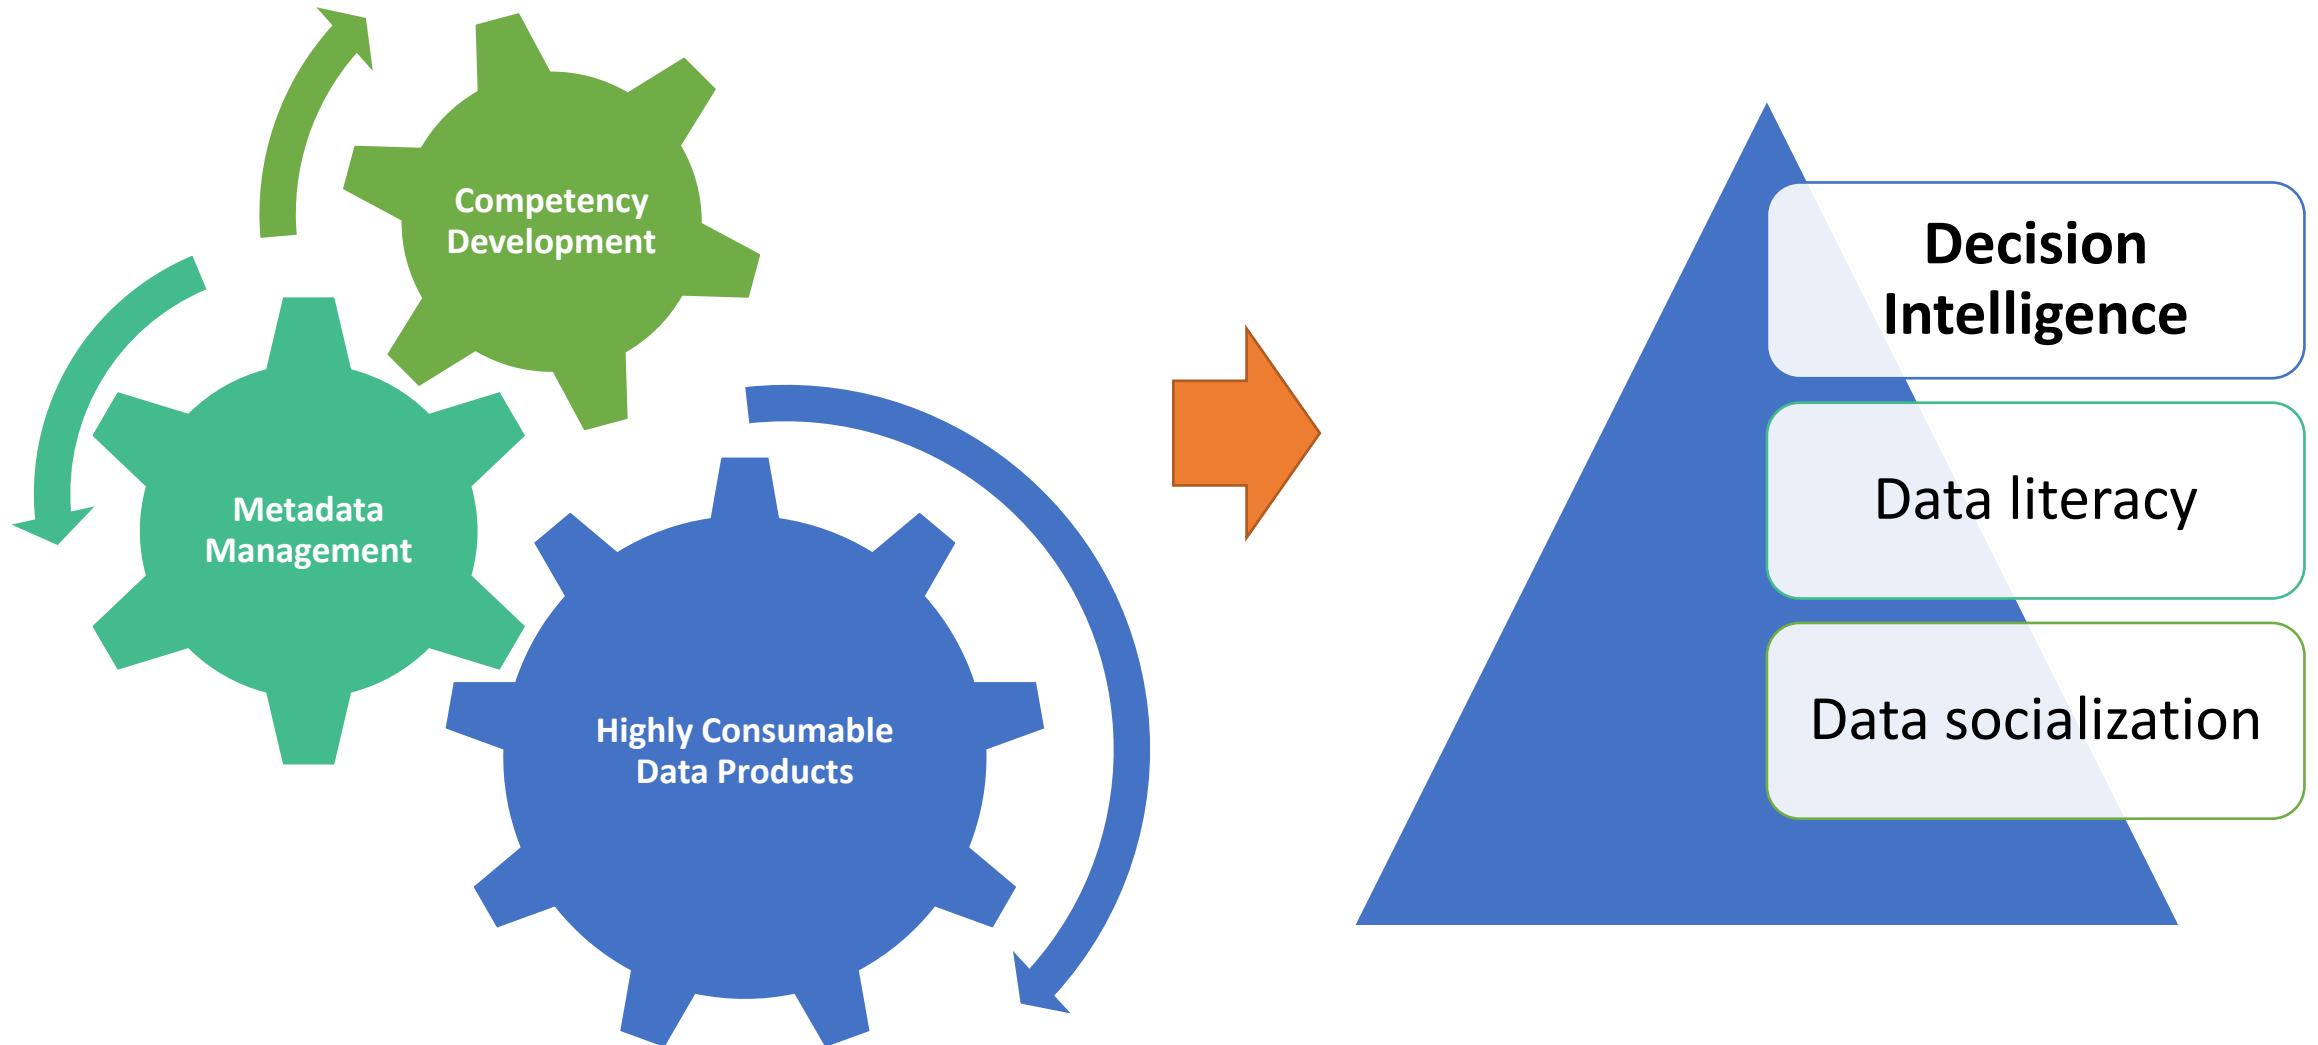 Competency
Development
Metadata
Management
Highly Consumable
Data Products
Decision
Intelligence
Data literacy
Data socialization